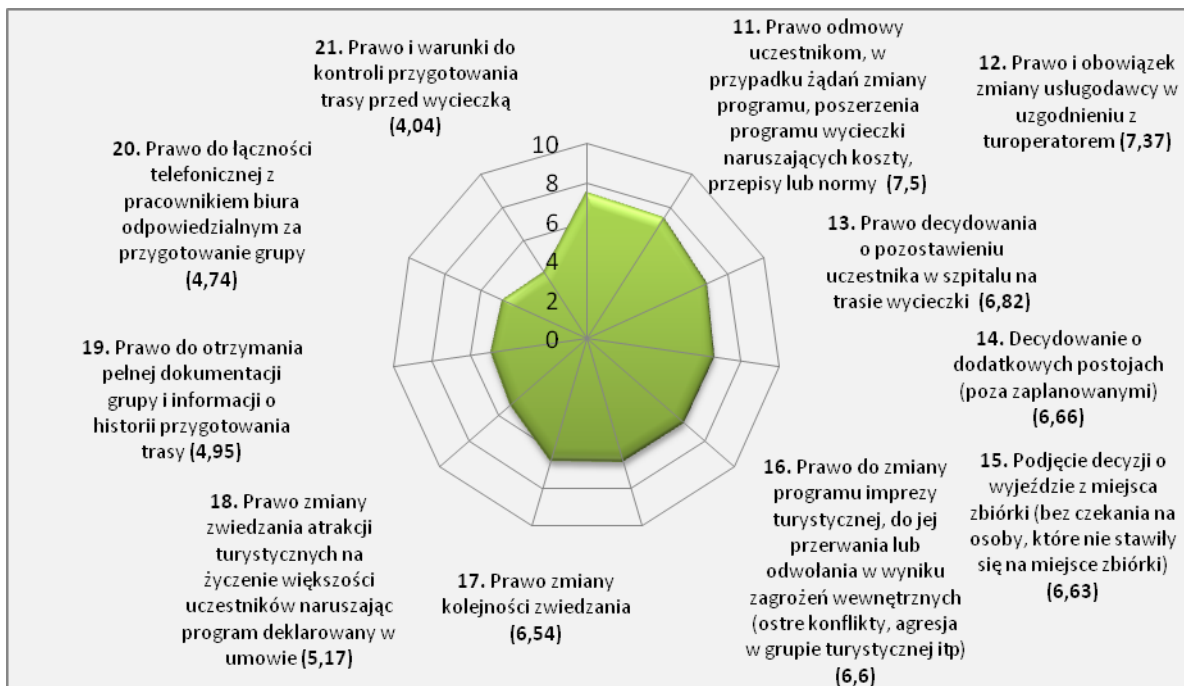 11. Prawo odmowy
uczestnikom, w
przypadku żądań zmiany
programu, poszerzenia
programu wycieczki
naruszających koszty,
przepisy lub normy (7,5)
12. Prawo i obowiązek
zmiany usługodawcy w
uzgodnieniu z
turoperatorem (7,37)
13. Prawo decydowania
o pozostawieniu
uczestnika w szpitalu na
trasie wycieczki (6,82)
14. Decydowanie o
dodatkowych postojach
(poza zaplanowanymi)
(6,66)
15. Podjęcie decyzji o
wyjeździe z miejsca
zbiórki (bez czekania na
osoby, które nie stawiły
się na miejsce zbiórki)
(6,63)
16. Prawo do zmiany
programu imprezy
turystycznej, do jej
przerwania lub
odwołania w wyniku
zagrożeń wewnętrznych
(ostre konflikty, agresja
w grupie turystycznej itp)
(6,6)
17. Prawo zmiany
kolejności zwiedzania
(6,54)
18. Prawo zmiany
zwiedzania atrakcji
turystycznych na
życzenie większości
uczestników naruszając
program deklarowany w
umowie (5,17)
19. Prawo do otrzymania
pełnej dokumentacji
grupy i informacji o
historii przygotowania
trasy (4,95)
20. Prawo do łączności
telefonicznej z
pracownikiem biura
odpowiedzialnym za
przygotowanie grupy
(4,74)
21. Prawo i warunki do
kontroli przygotowania
trasy przed wycieczką
(4,04)
10
8
6
4
2
0